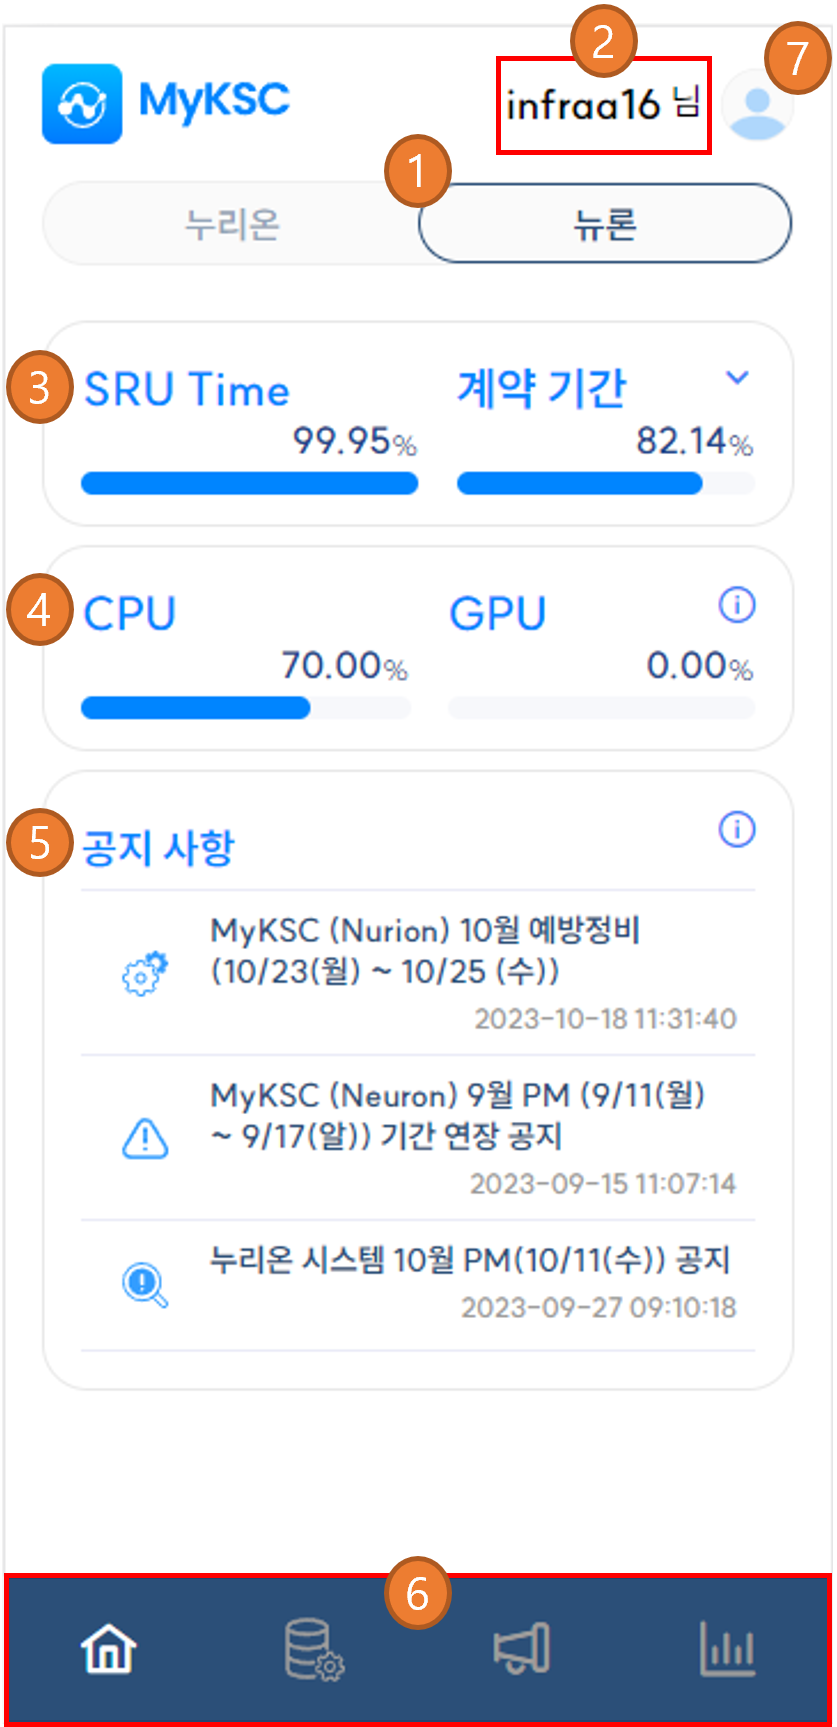 2
7
MyKSC
infraa16 님
1
누리온
뉴론
3
SRU Time
계약 기간
99.95%
82.14%
4
CPU
GPU
70.00%
0.00%
5
공지 사항
MyKSC (Nurion) 10월 예방정비
(10/23(월) ~ 10/25 (수))
2023-10-18 11:31:40
MyKSC (Neuron) 9월 PM (9/11(월)
~ 9/17(알)) 기간 연장 공지
2023-09-15 11:07:14
누리온 시스템 10월 PM(10/11(수)) 공지
2023-09-27 09:10:18
6